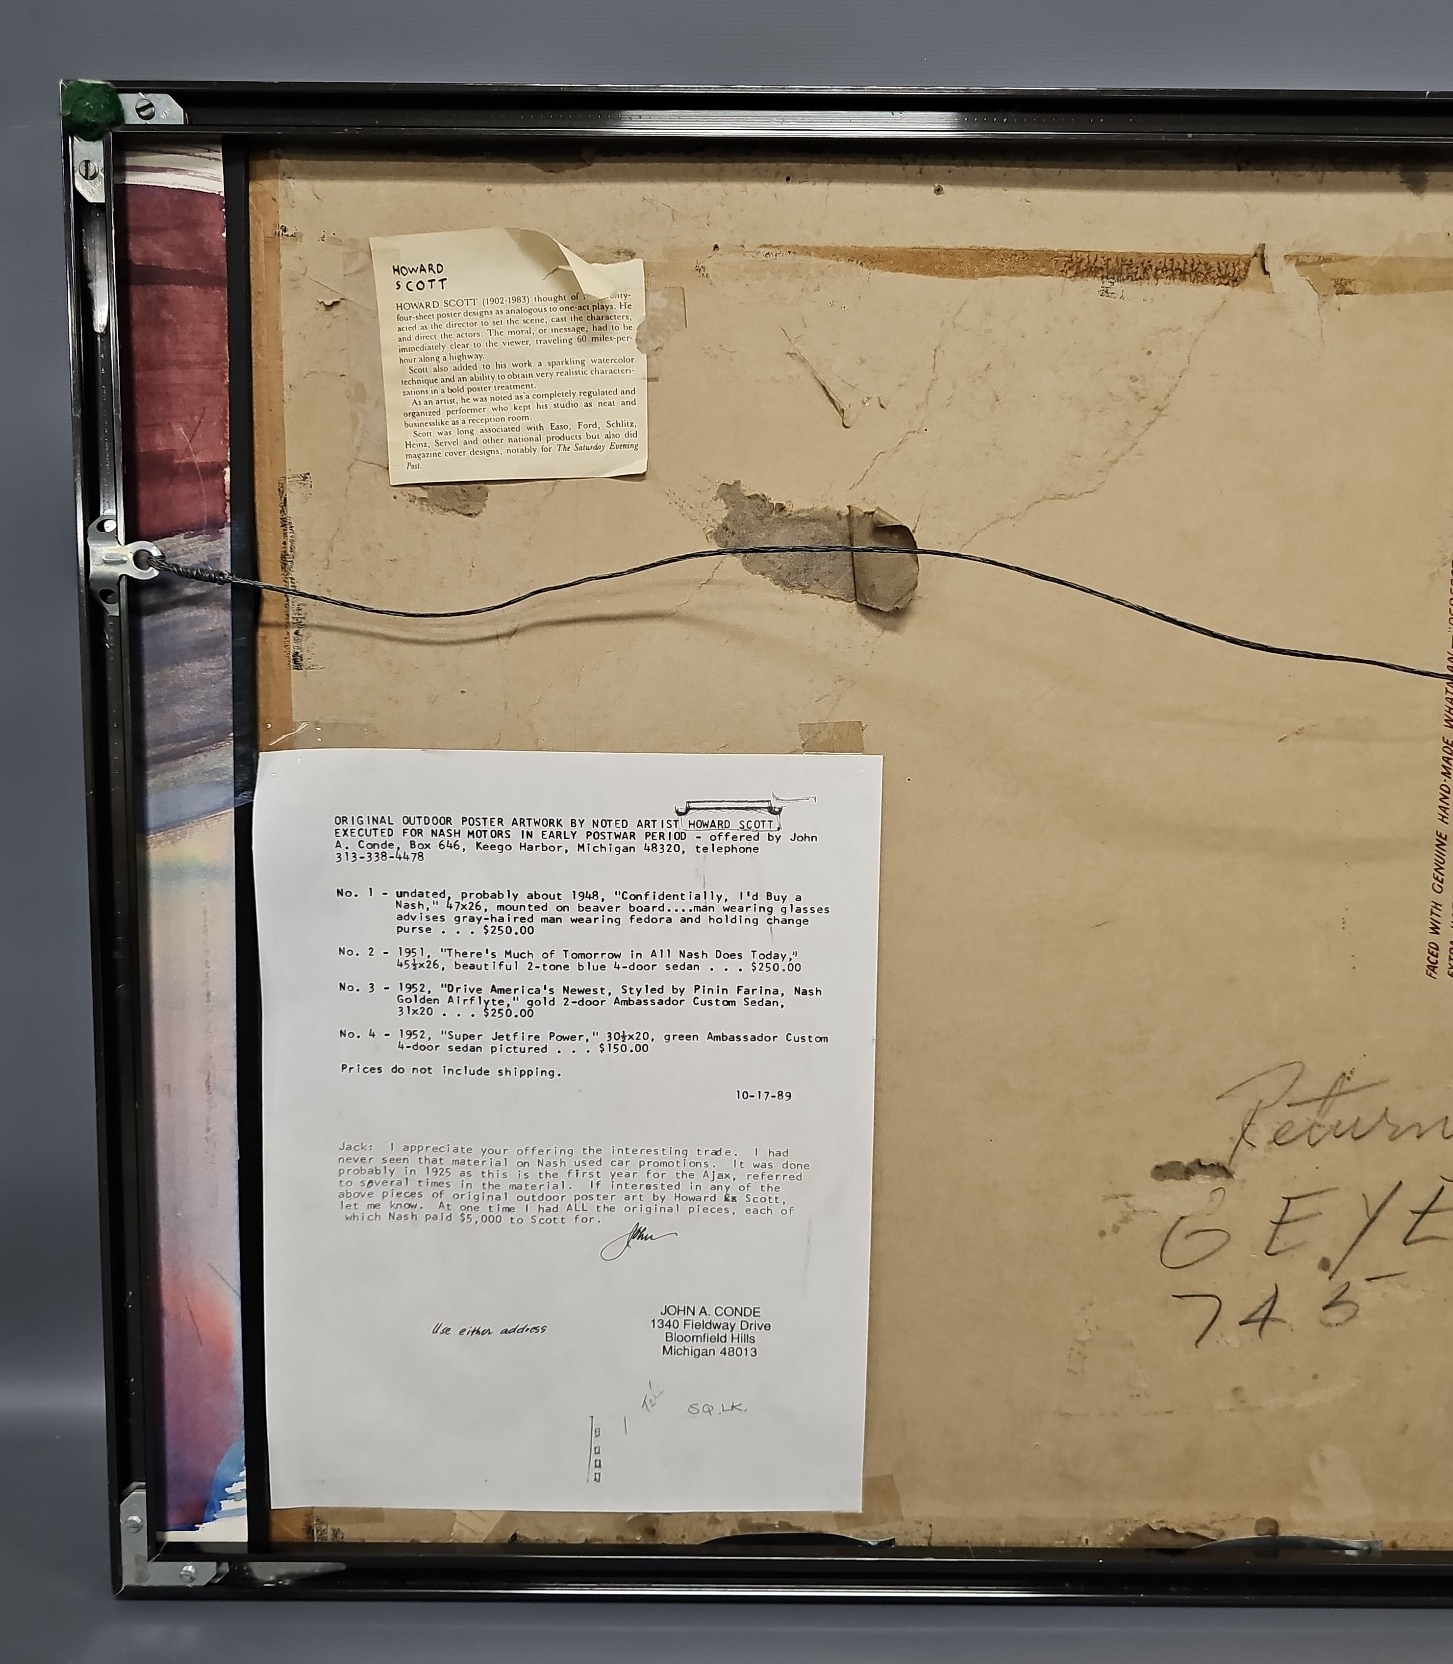 HOWARD
SCOTT
HOWARD SCOTT (1902-1983) thought of
four-sheet poster designs as analogous to one-act plays. He
acted as the director to set the scene, cast the characters,
and direct the actors. The moral, or message, had to be
immediately clear to the viewer, traveling 60 miles-per-
hour along a highway.
Scott also added to his work a sparkling watercolor
technique and an ability to obtain very realistic characteri-
zations in a bold poster treatment.
As an artist, he was noted as a completely regulated and
organized performer who kept his studio as neat and
businesslike as a reception room.
Scott was long associated with Esso, Ford, Schlitz,
Heinz, Servel and other national products but also did
magazine cover designs, notably for The Saturday Evening
Post.
ORIGINAL OUTDOOR POSTER ARTWORK BY NOTED ARTIST HOWARD SCOTT,
EXECUTED FOR NASH MOTORS IN EARLY POSTWAR PERIOD - offered by John
A. Conde, Box 646, Keego Harbor, Michigan 48320, telephone
313-338-4478
No. 1 - undated, probably about 1948, "Confidentially, I'd Buy a
Nash," 47x26, mounted on beaver board....man wearing glasses
advises gray-haired man wearing fedora and holding change
purse . . . $250.00
No. 2 - 1951, "There's Much of Tomorrow in All Nash Does Today,"
45½x26, beautiful 2-tone blue 4-door sedan . . . $250.00
No. 3 - 1952, "Drive America's Newest, Styled by Pinin Farina, Nash
Golden Airflyte," gold 2-door Ambassador Custom Sedan,
31x20 . . . $250.00
No. 4 - 1952, "Super Jetfire Power," 30½x20, green Ambassador Custom
4-door sedan pictured . . . $150.00
Prices do not include shipping.
10-17-89
Jack: I appreciate your offering the interesting trade. I had
never seen that material on Nash used car promotions. It was done
probably in 1925 as this is the first year for the Ajax, referred
to several times in the material. If interested in any of the
above pieces of original outdoor poster art by Howard Scott,
let me know. At one time I had ALL the original pieces, each of
which Nash paid $5,000 to Scott for.
John
JOHN A. CONDE
1340 Fieldway Drive
Use either address
Bloomfield Hills
Michigan 48013
SQ. LK.
FACED WITH GENUINE HAND-MADE
Return
GEYE
745